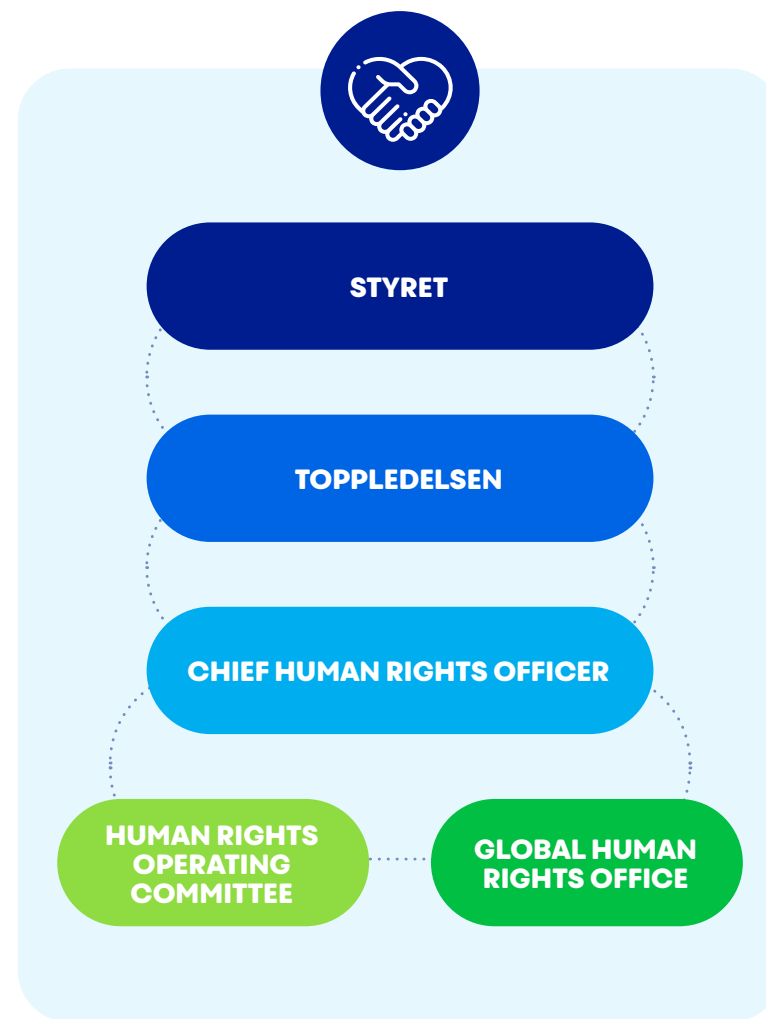 STYRET
TOPPLEDELSEN
CHIEF HUMAN RIGHTS OFFICER
HUMAN RIGHTS
OPERATING
COMMITTEE
GLOBAL HUMAN
RIGHTS OFFICE